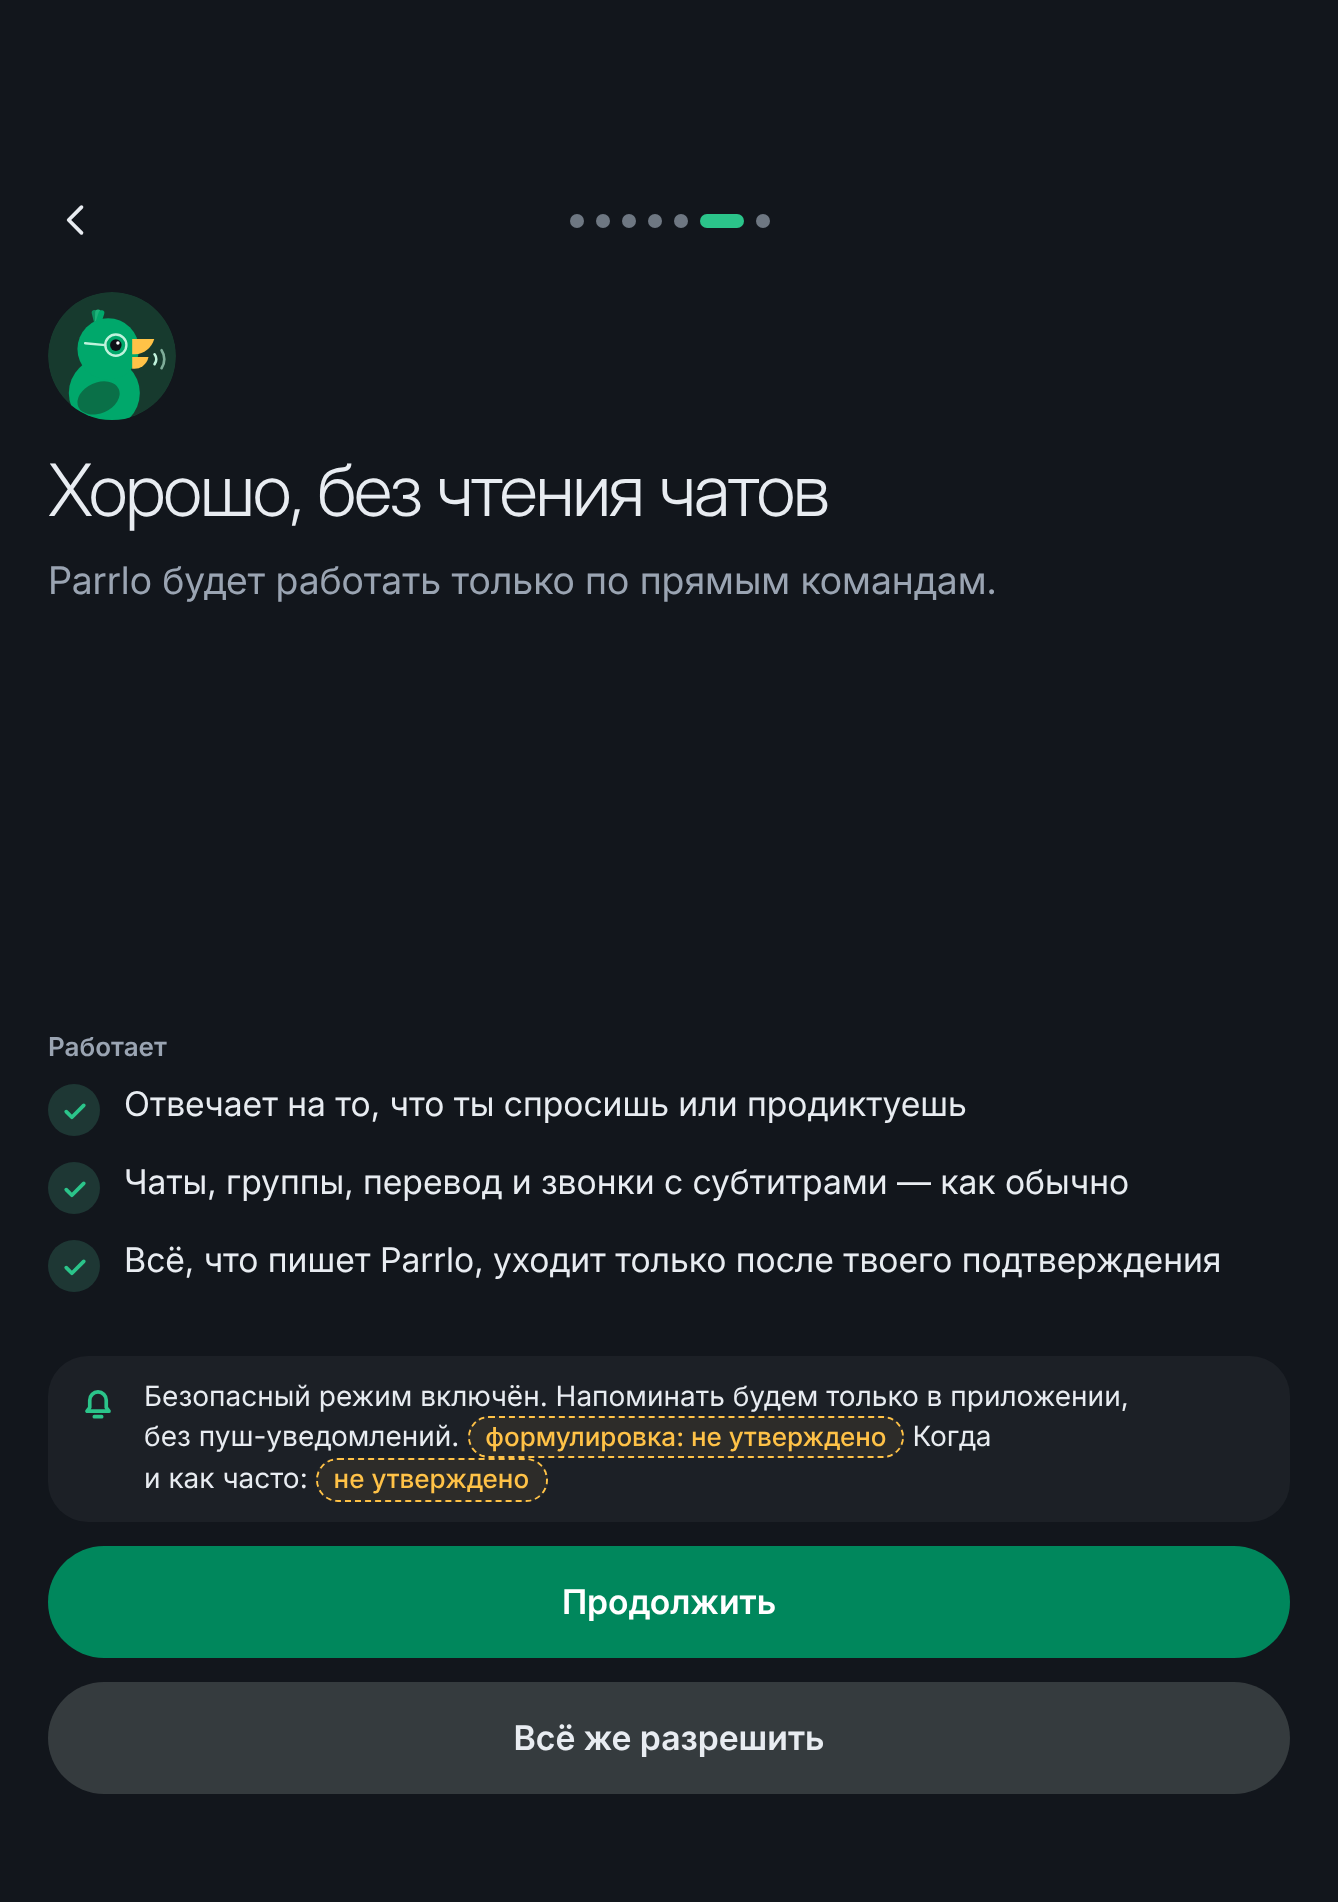 Хорошо, без чтения чатов
Parrlo будет работать только по прямым командам.
Работает
Отвечает на то, что ты спросишь или продиктуешь
Чаты, группы, перевод и звонки с субтитрами — как обычно
Всё, что пишет Parrlo, уходит только после твоего подтверждения
Безопасный режим включён. Напоминать будем только в приложении,
без пуш-уведомлений. формулировка: не утверждено Когда
и как часто: не утверждено
Продолжить
Всё же разрешить